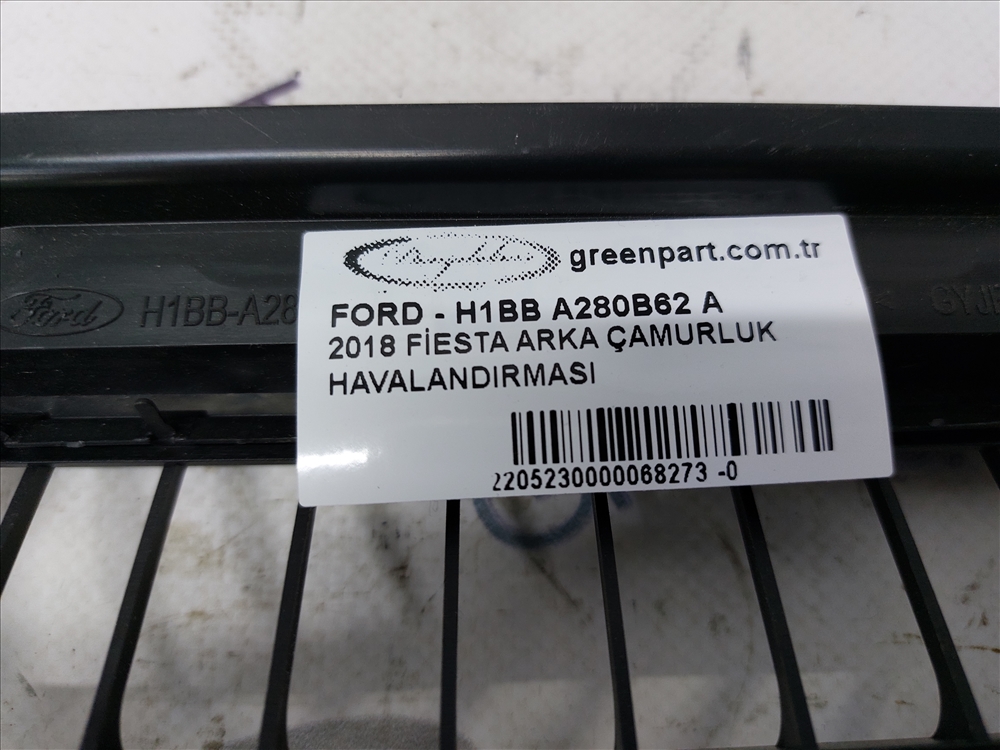 greenpart.com.tr
FORD - H1BB A280B62 A
2018 FİESTA ARKA ÇAMURLUK
HAVALANDIRMASI
2205230000068273 -0
Ford H1BB-A28